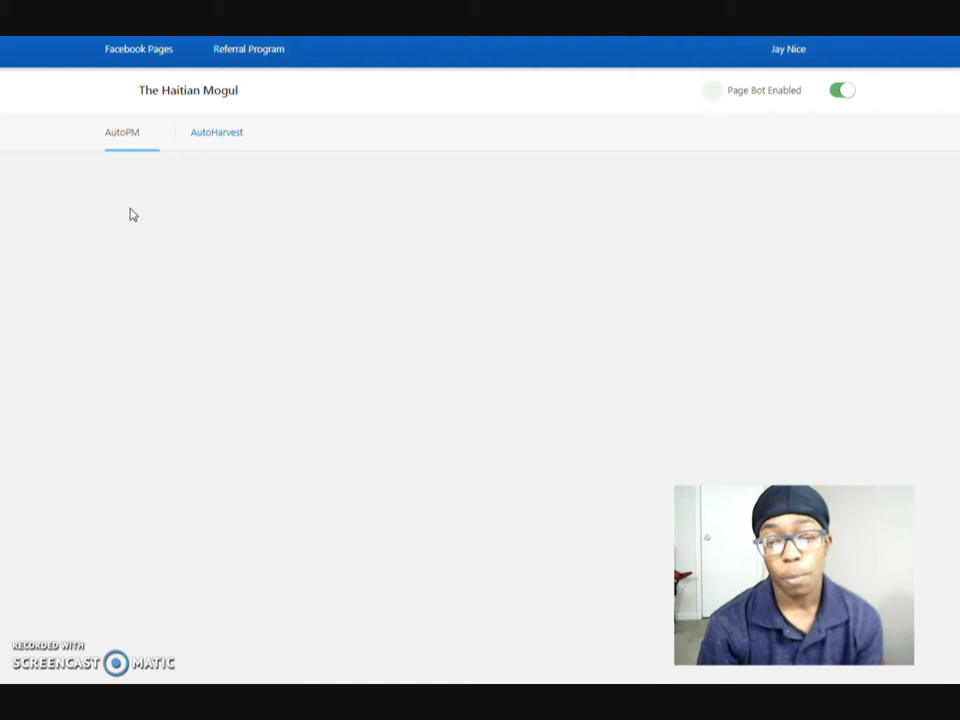 Facebook Pages Referral Program Jay Nice
The Haitian Mogul Page Bot Enabled
AutoPM AutoHarvest
RECORDED WITH
SCREENCAST MATIC